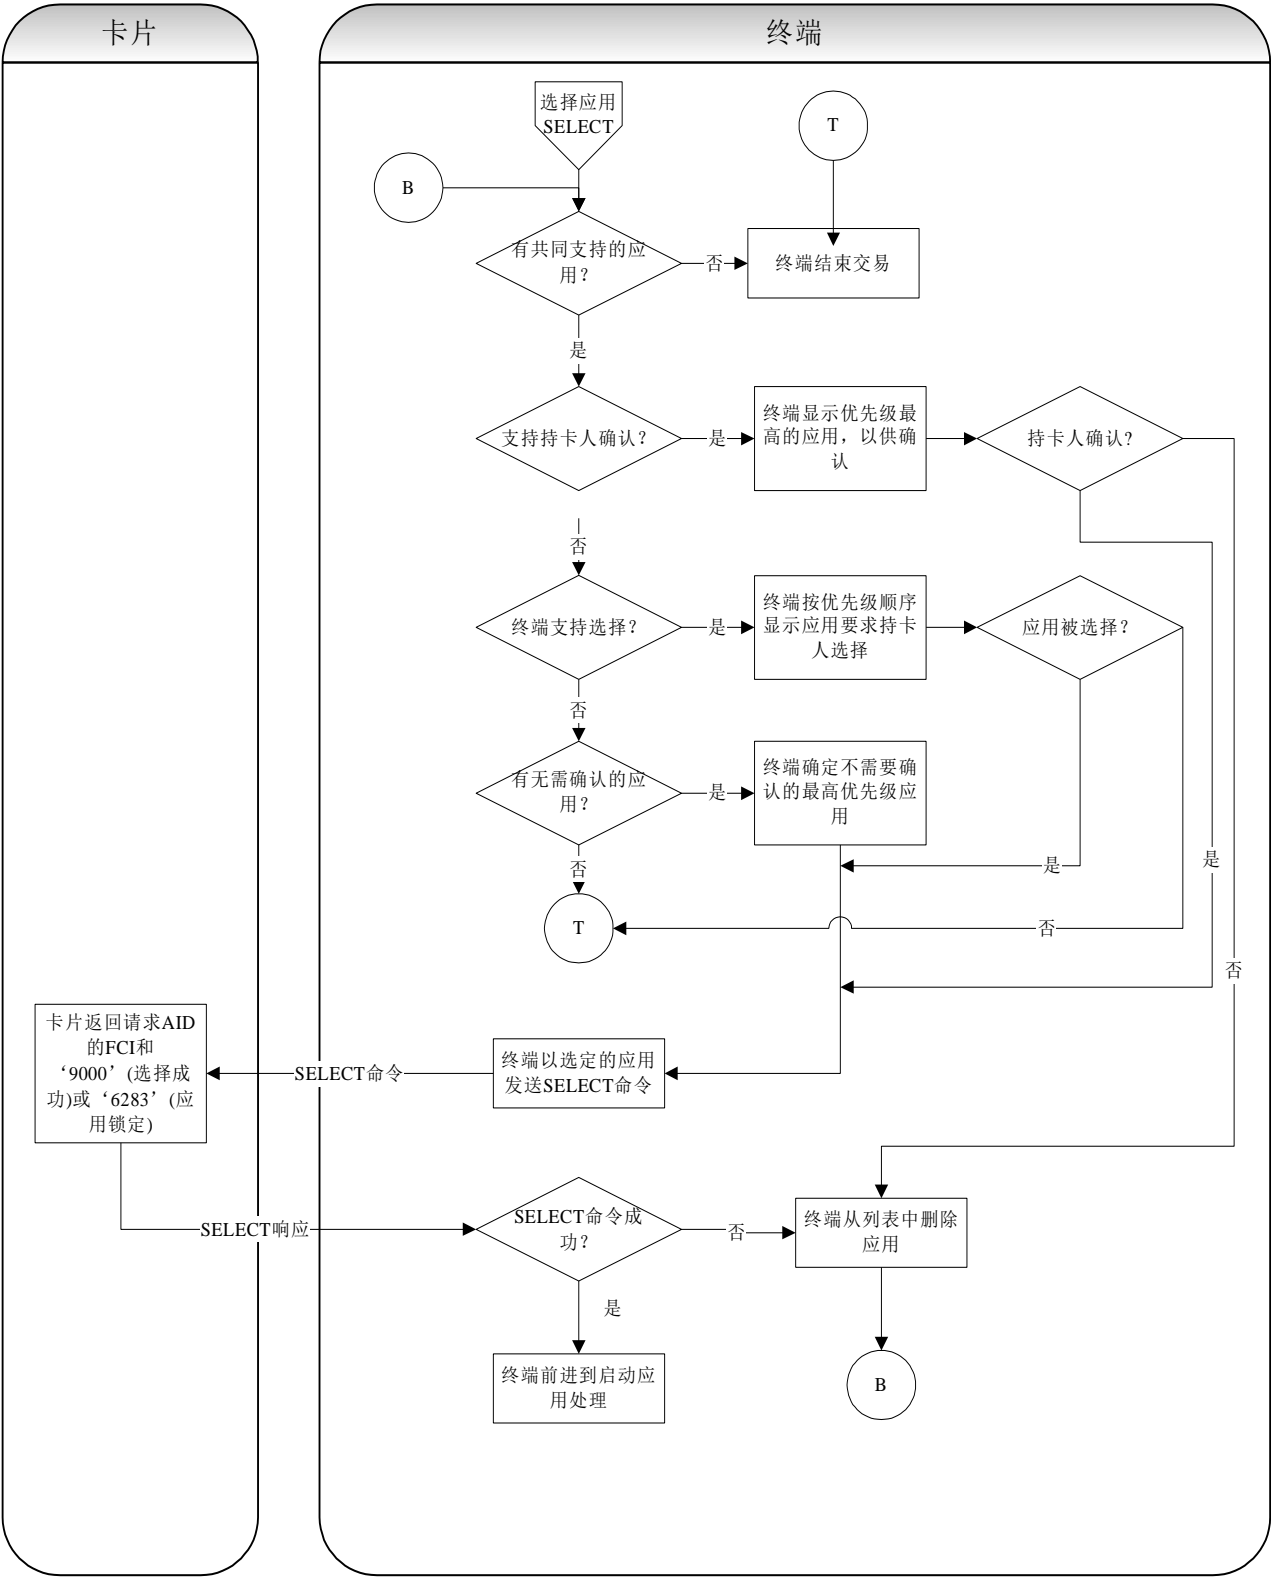 卡片
终端
选择应用
SELECT
T
B
有共同支持的应
用？
否
终端结束交易
是
支持持卡人确认？
是
终端显示优先级最
高的应用，以供确
认
持卡人确认?
否
终端支持选择？
是
终端按优先级顺序
显示应用要求持卡
人选择
应用被选择？
否
有无需确认的应
用？
是
终端确定不需要确
认的最高优先级应
用
否
是
是
T
否
否
卡片返回请求AID
的FCI和
‘9000’(选择成
功)或‘6283’(应
用锁定)
SELECT命令
终端以选定的应用
发送SELECT命令
SELECT响应
SELECT命令成
功？
否
终端从列表中删除
应用
是
终端前进到启动应
用处理
B